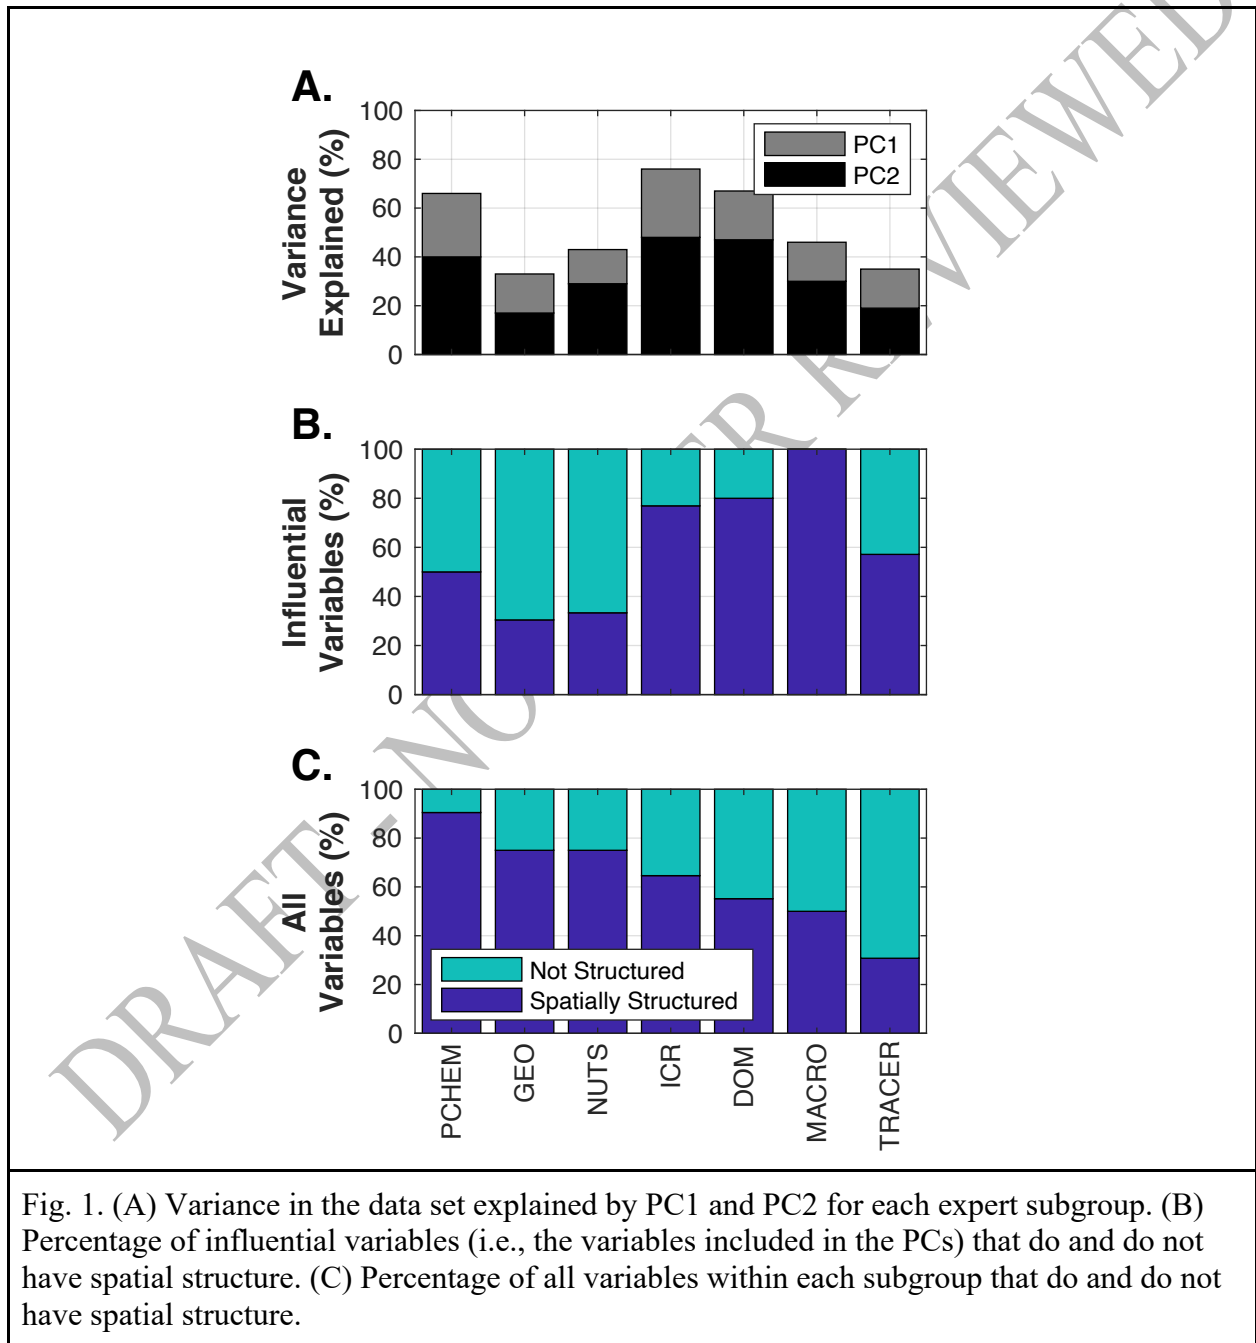 A.
100
80
60
40
20
0
Variance
Explained (%)
PC1
PC2
B.
100
80
60
40
20
0
Influential
Variables (%)
C.
100
80
60
40
20
0
All
Variables (%)
Not Structured
Spatially Structured
PCHEM
GEO
NUTS
ICR
DOM
MACRO
TRACER
Fig. 1. (A) Variance in the data set explained by PC1 and PC2 for each expert subgroup. (B)
Percentage of influential variables (i.e., the variables included in the PCs) that do and do not
have spatial structure. (C) Percentage of all variables within each subgroup that do and do not
have spatial structure.
DRAFT - NO